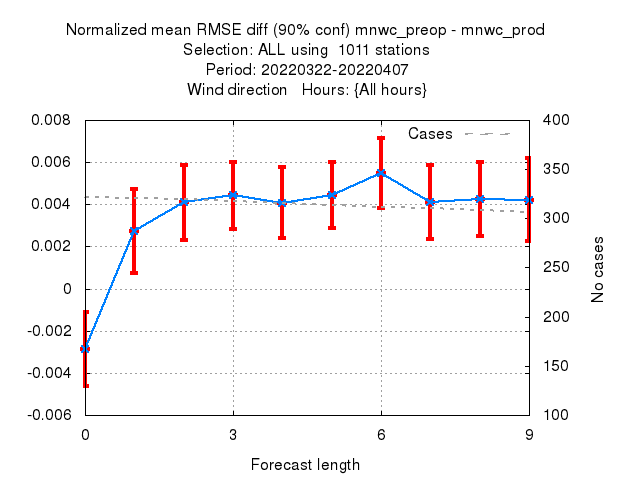 Normalized mean RMSE diff (90% conf) mnwc_preop - mnwc_prod
Selection: ALL using  1011 stations
Period: 20220322-20220407
Wind direction   Hours: {All hours}
Cases
0.008
0.006
0.004
0.002
0
-0.002
-0.004
-0.006
400
350
300
250
200
150
100
No cases
0 3 6 9
Forecast length